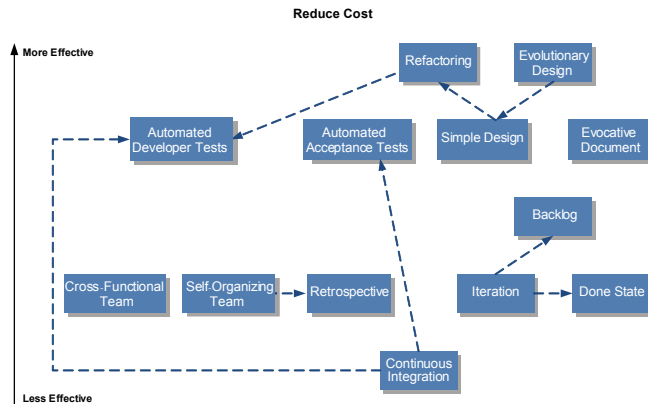 Reduce Cost
More Effective
Refactoring
Evolutionary
Design
Automated
Developer Tests
Automated
Acceptance Tests
Simple Design
Evocative
Document
Backlog
Cross-Functional
Team
Self-Organizing
Team
Retrospective
Iteration
Done State
Continuous
Integration
Less Effective